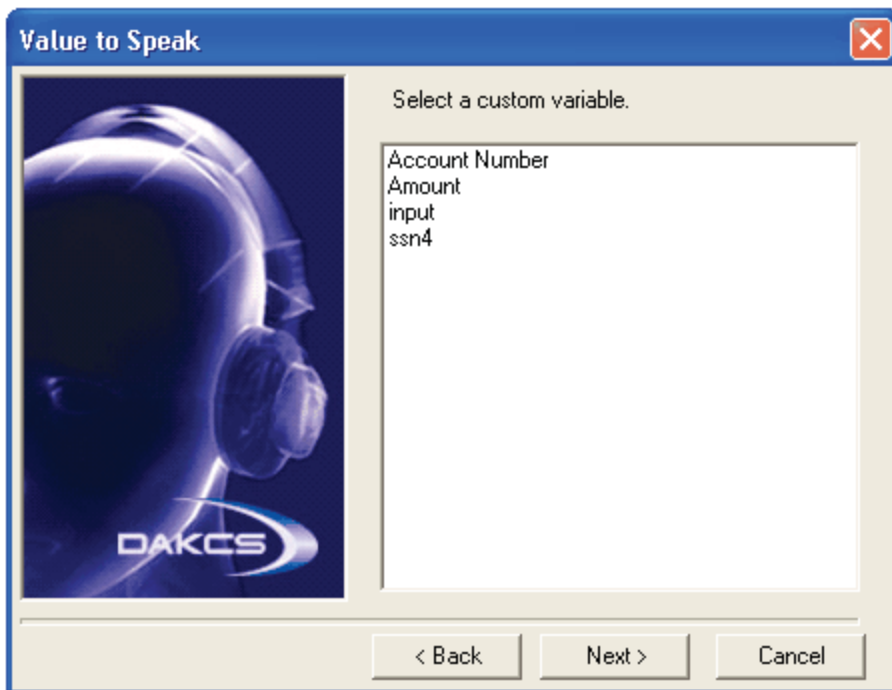 Value to Speak
Select a custom variable.
Account Number
Amount
input
ssn4
DAKCS
< Back
Next >
Cancel